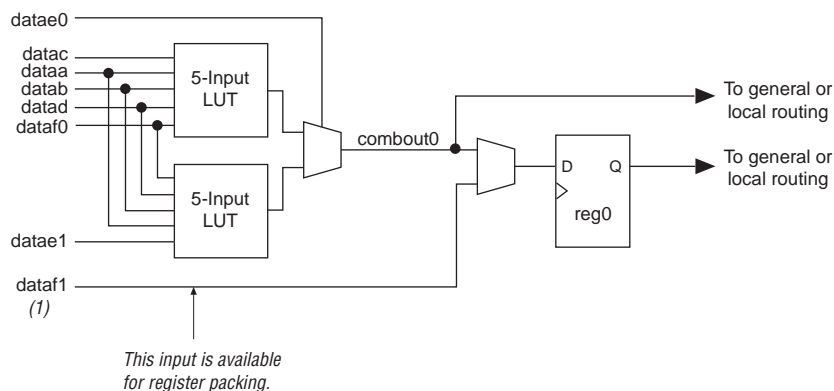 datae0
datac
dataa
datab
datad
dataf0
5-Input
LUT
5-Input
LUT
datae1
dataf1
(1)
combout0
D Q
reg0
To general or
local routing
To general or
local routing
This input is available
for register packing.